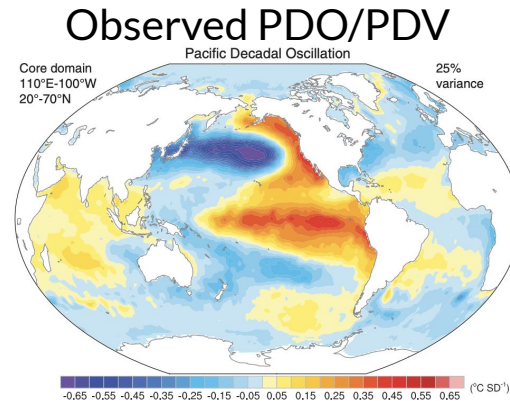 Observed PDO/PDV
Pacific Decadal Oscillation
Core domain
110°E-100°W
20°-70°N
25%
variance
-0.65 -0.55 -0.45 -0.35 -0.25 -0.15 -0.05 0.05 0.15 0.25 0.35 0.45 0.55 0.65 (°C SD⁻¹)